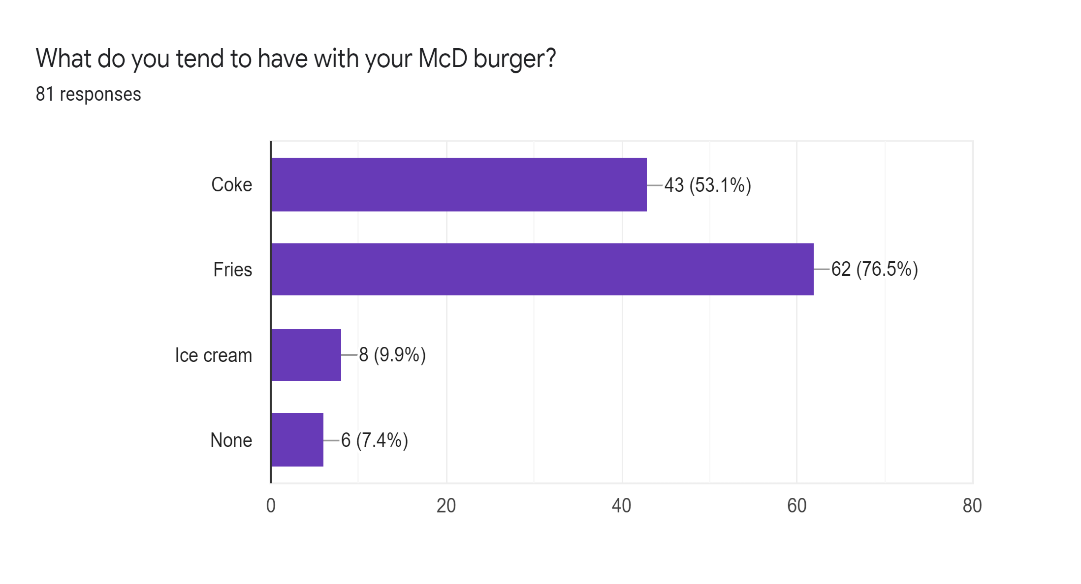 What do you tend to have with your McD burger?
81 responses
Coke 43 (53.1%)
Fries 62 (76.5%)
Ice cream 8 (9.9%)
None 6 (7.4%)
0 20 40 60 80